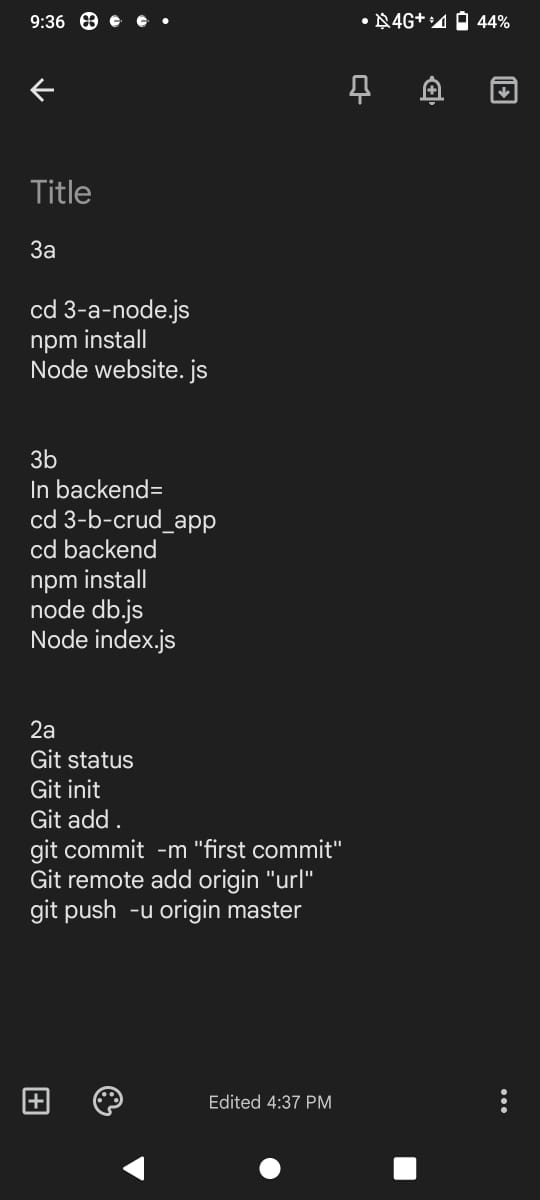 9:36
4G+ 44%
Title
3a
cd 3-a-node.js
npm install
Node website. js
3b
In backend=
cd 3-b-crud_app
cd backend
npm install
node db.js
Node index.js
2a
Git status
Git init
Git add .
git commit  -m "first commit"
Git remote add origin "url"
git push  -u origin master
Edited 4:37 PM